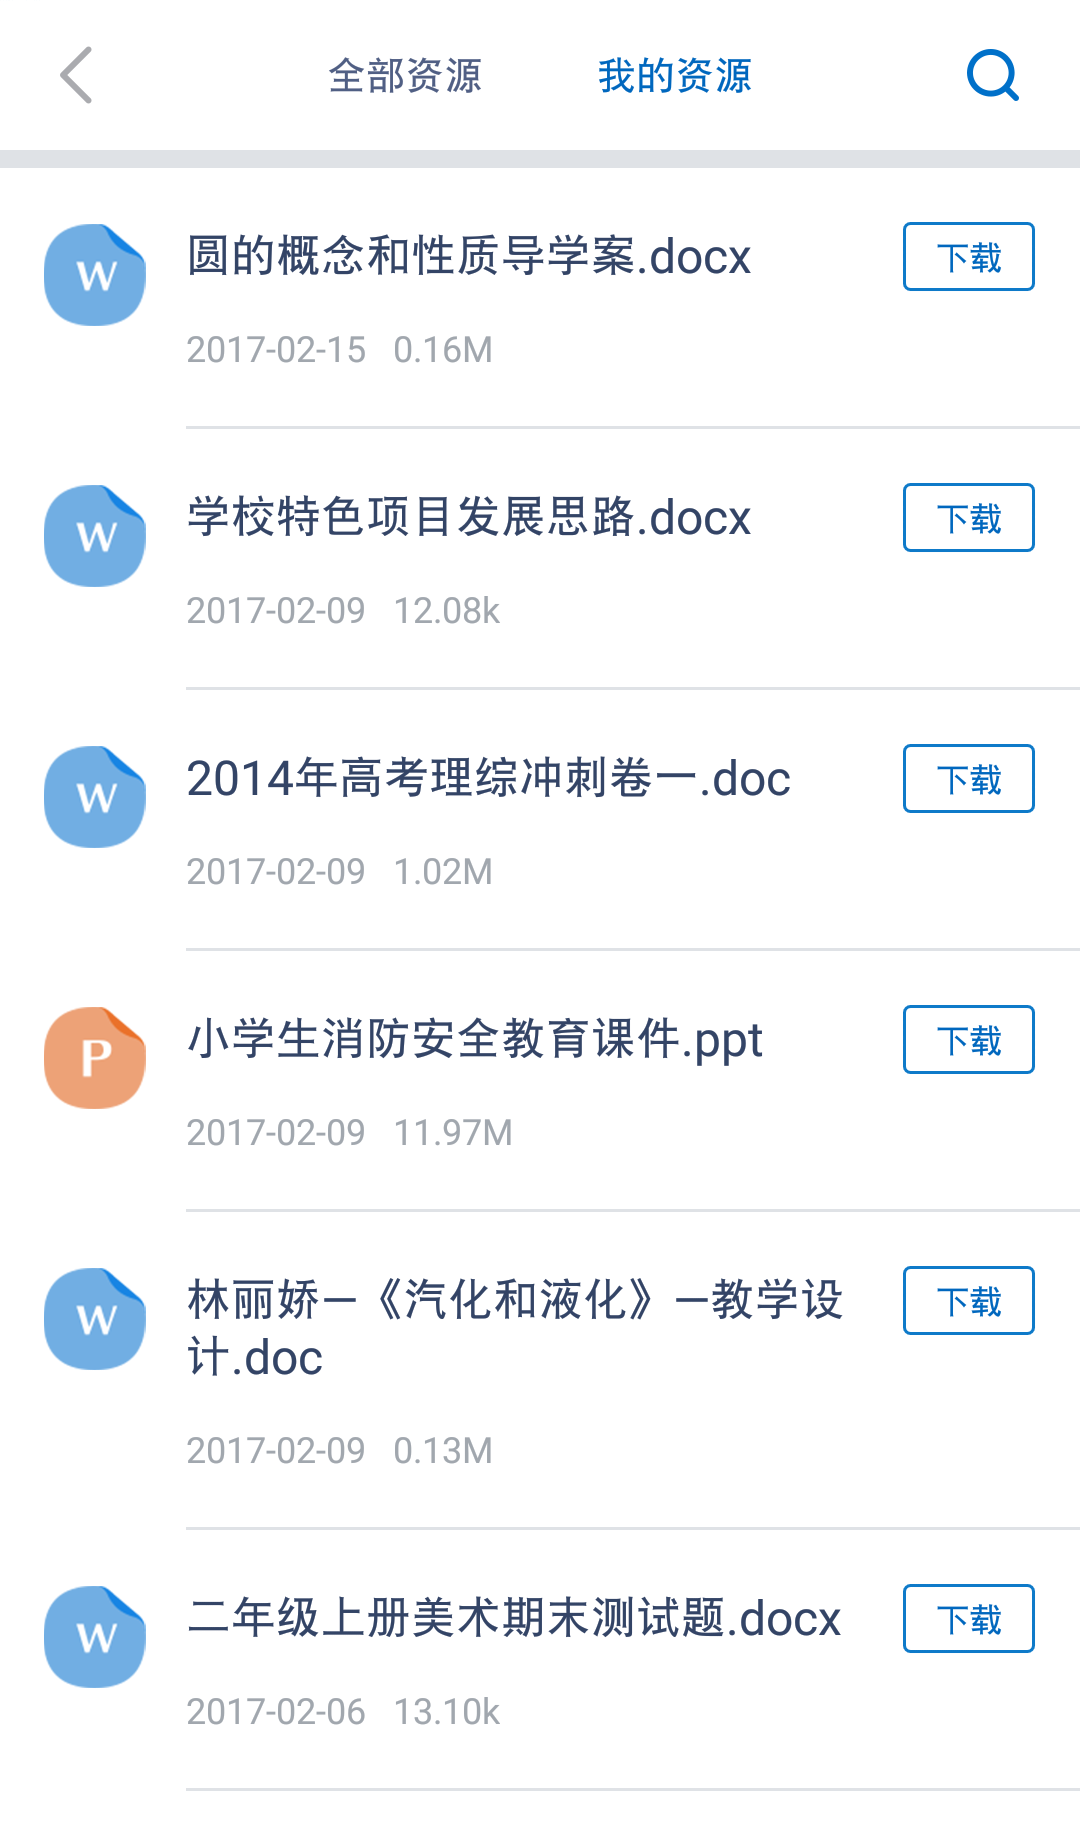 全部资源 我的资源
圆的概念和性质导学案.docx 下载
2017-02-15 0.16M
学校特色项目发展思路.docx 下载
2017-02-09 12.08k
2014年高考理综冲刺卷一.doc 下载
2017-02-09 1.02M
小学生消防安全教育课件.ppt 下载
2017-02-09 11.97M
林丽娇—《汽化和液化》—教学设 下载
计.doc
2017-02-09 0.13M
二年级上册美术期末测试题.docx 下载
2017-02-06 13.10k
W
W
W
P
W
W